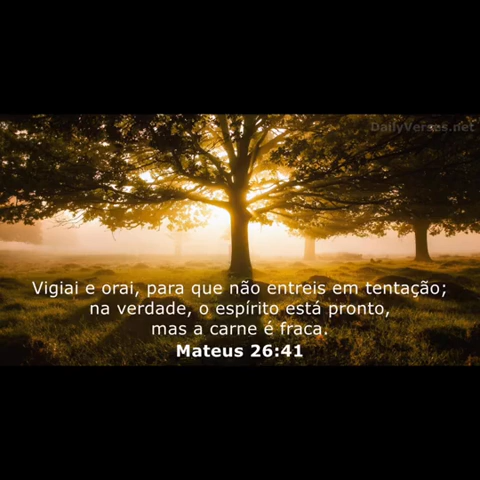 DailyVerses.net
Vigiai e orai, para que não entreis em tentação;
na verdade, o espírito está pronto,
mas a carne é fraca.
Mateus 26:41